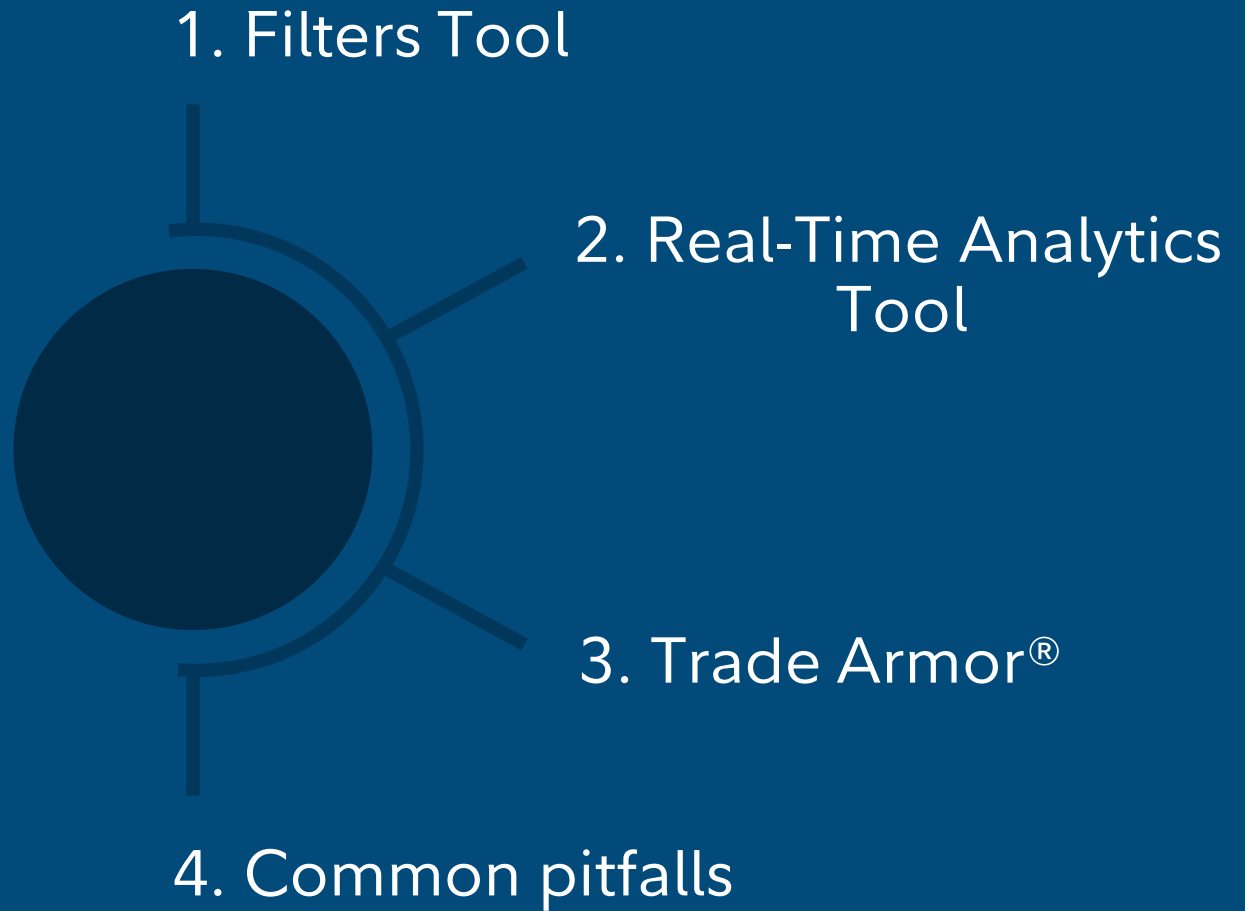 1. Filters Tool
2. Real-Time Analytics
Tool
3. Trade Armor®
4. Common pitfalls